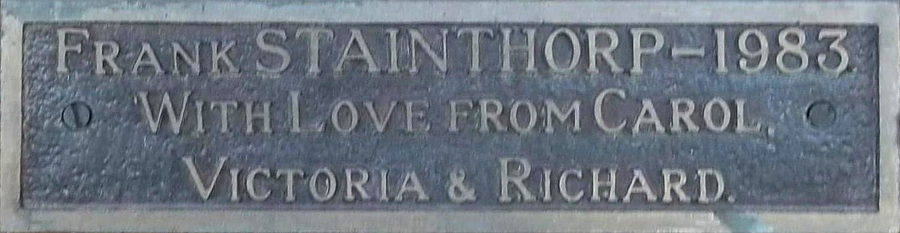 Frank STAINTHORP-1983.
With Love from Carol,
Victoria & Richard.